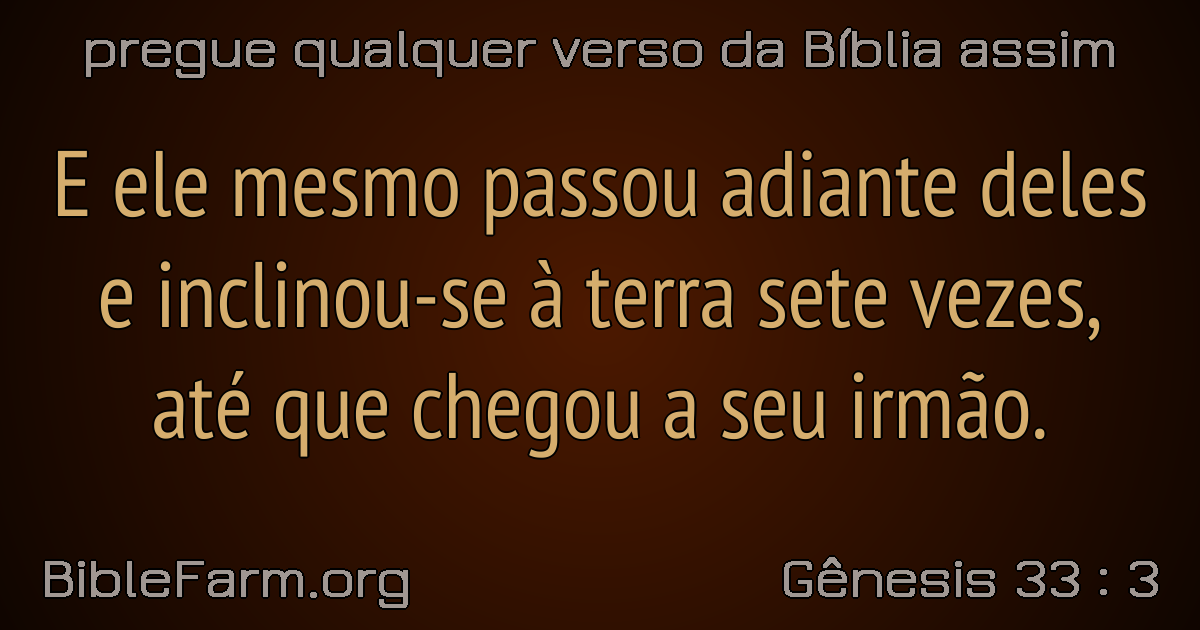 pregue qualquer verso da Bíblia assim
E ele mesmo passou adiante deles
e inclinou-se à terra sete vezes,
até que chegou a seu irmão.
BibleFarm.org
Gênesis 33 : 3